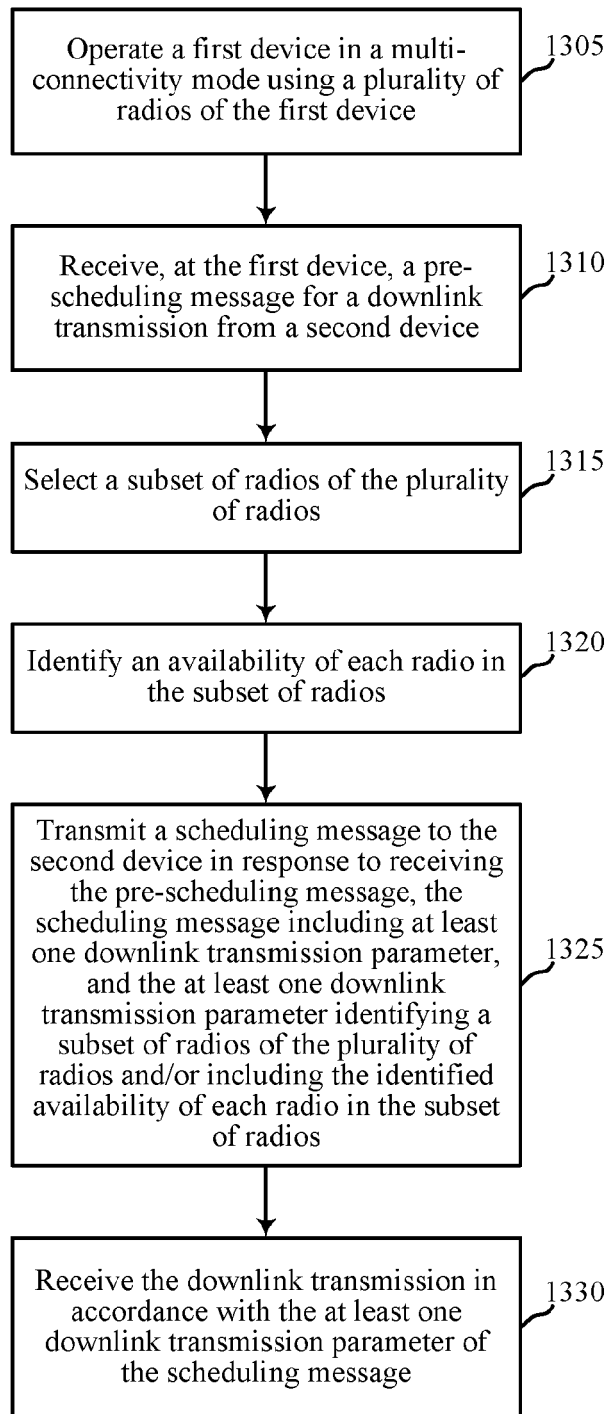 Operate a first device in a multi-
connectivity mode using a plurality of
radios of the first device
1305
Receive, at the first device, a pre-
scheduling message for a downlink
transmission from a second device
1310
Select a subset of radios of the plurality
of radios
1315
Identify an availability of each radio in
the subset of radios
1320
Transmit a scheduling message to the
second device in response to receiving
the pre-scheduling message, the
scheduling message including at least
one downlink transmission parameter,
and the at least one downlink
transmission parameter identifying a
subset of radios of the plurality of
radios and/or including the identified
availability of each radio in the subset
of radios
1325
Receive the downlink transmission in
accordance with the at least one
downlink transmission parameter of
the scheduling message
1330